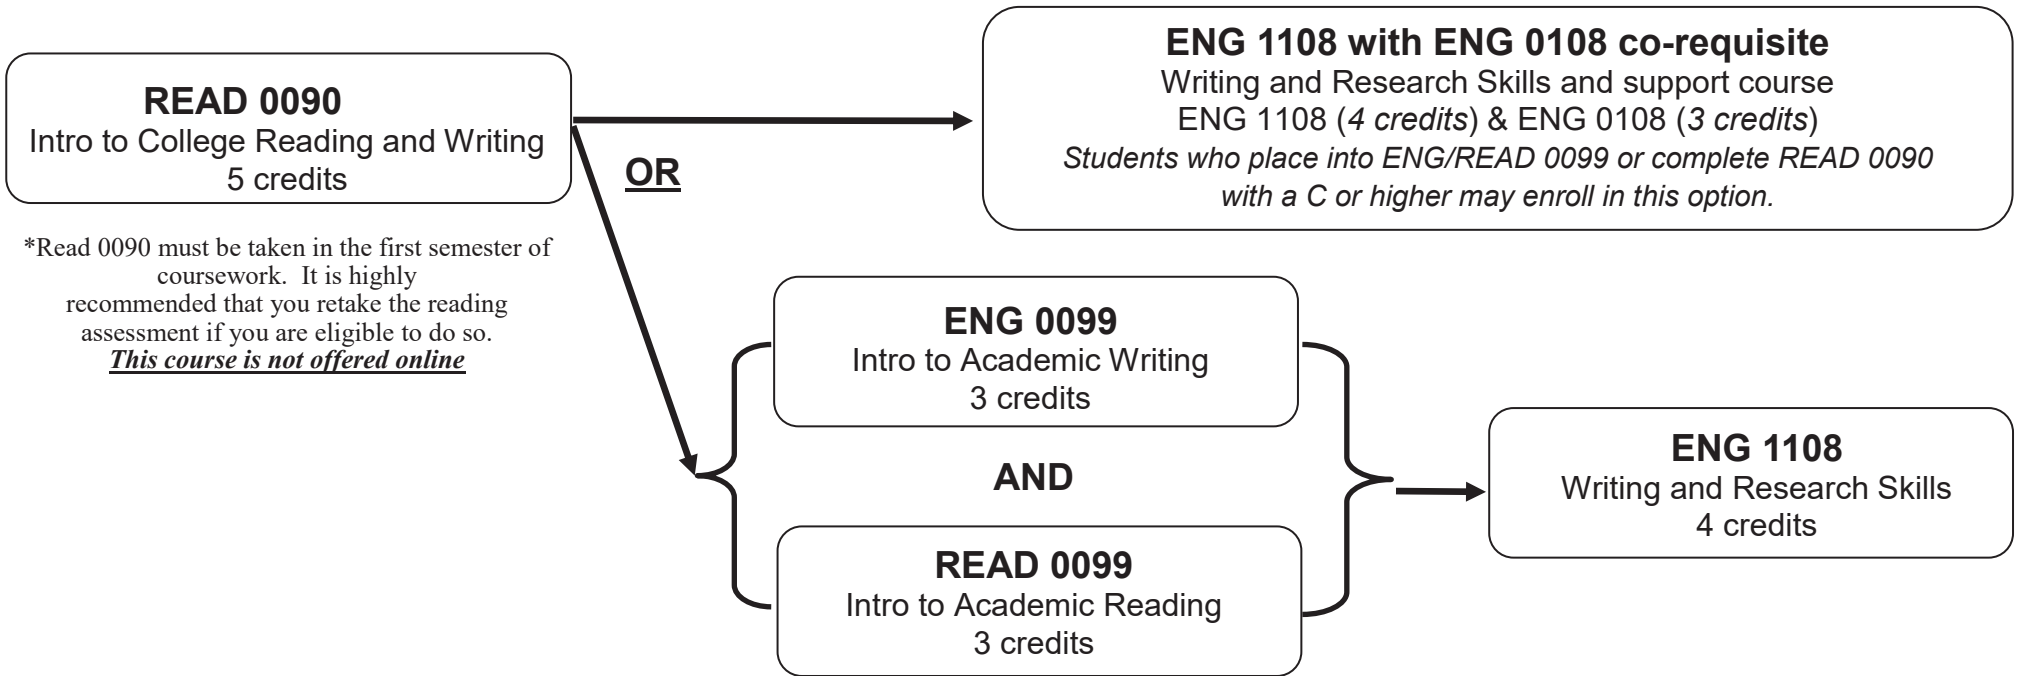 READ 0090
Intro to College Reading and Writing
5 credits
*Read 0090 must be taken in the first semester of
coursework.  It is highly
recommended that you retake the reading
assessment if you are eligible to do so.
This course is not offered online
OR
ENG 1108 with ENG 0108 co-requisite
Writing and Research Skills and support course
ENG 1108 (4 credits) & ENG 0108 (3 credits)
Students who place into ENG/READ 0099 or complete READ 0090
with a C or higher may enroll in this option.
ENG 0099
Intro to Academic Writing
3 credits
AND
READ 0099
Intro to Academic Reading
3 credits
ENG 1108
Writing and Research Skills
4 credits